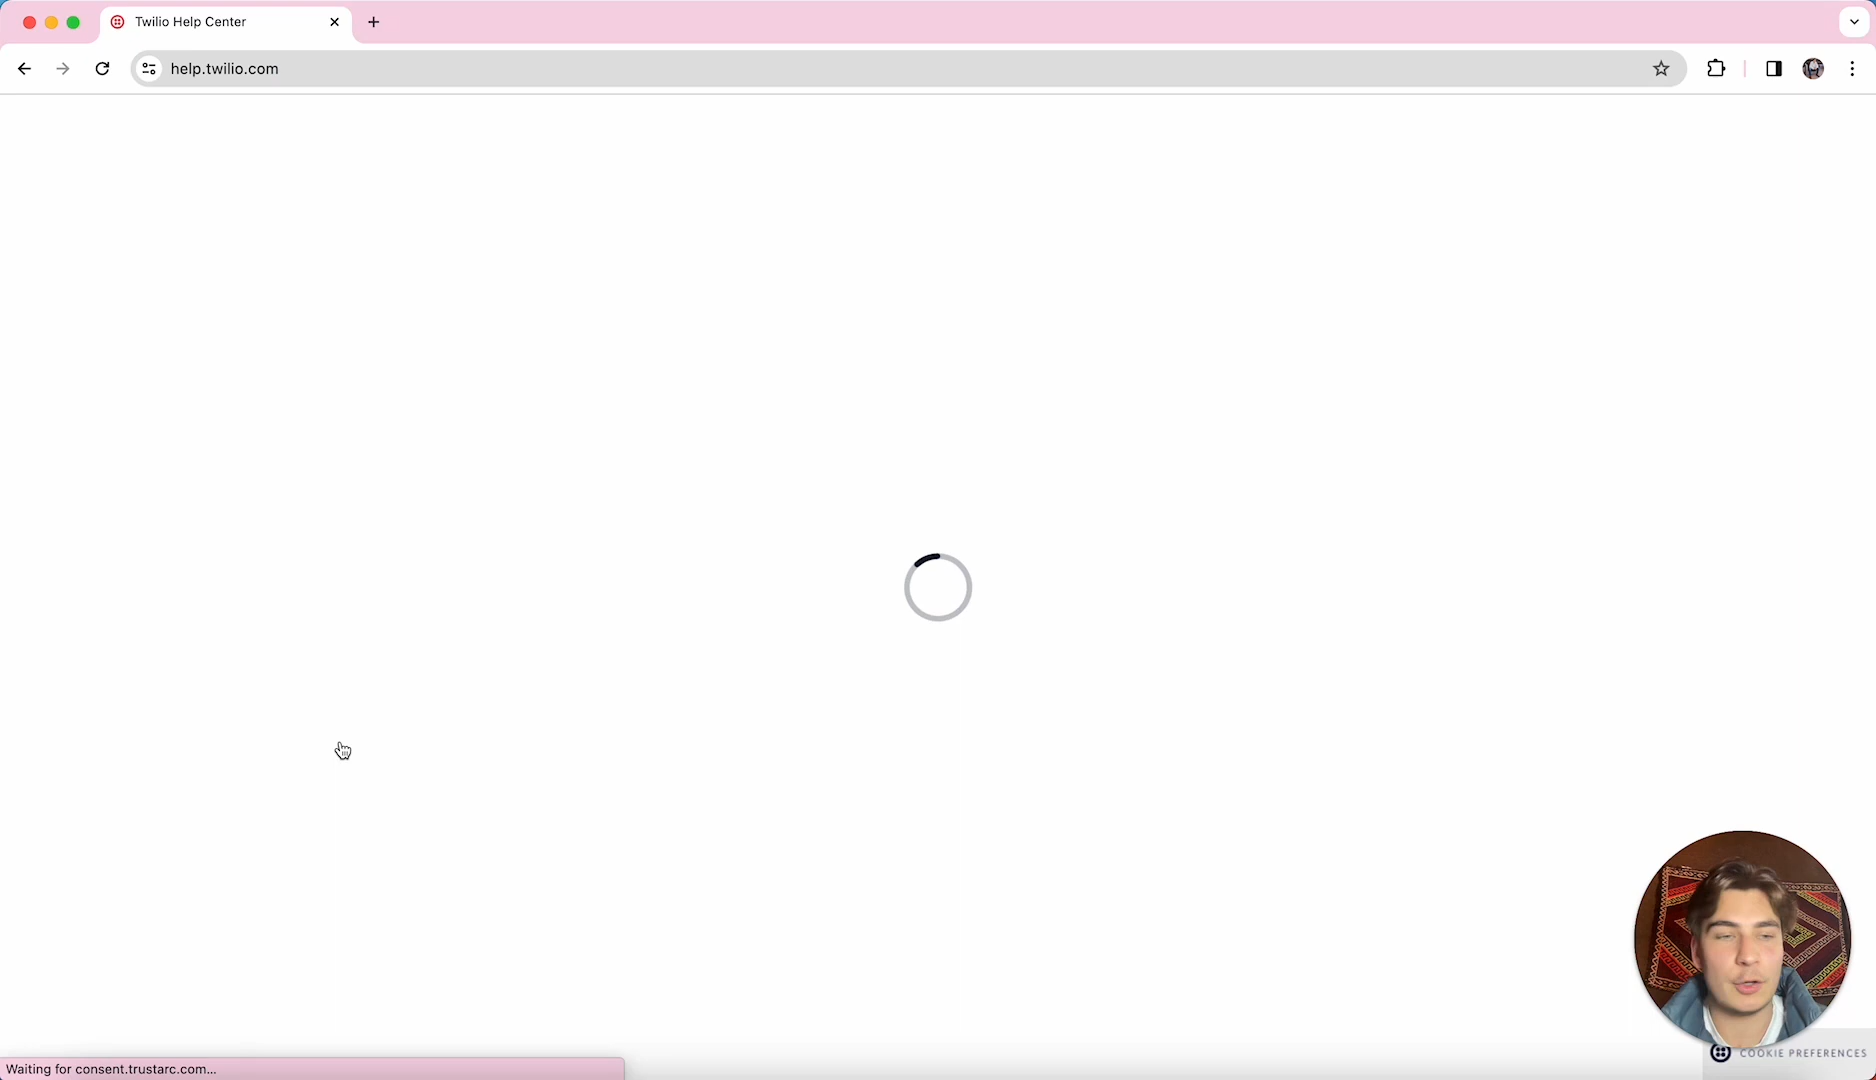 Twilio Help Center
help.twilio.com
COOKIE PREFERENCES
Waiting for consent.trustarc.com...